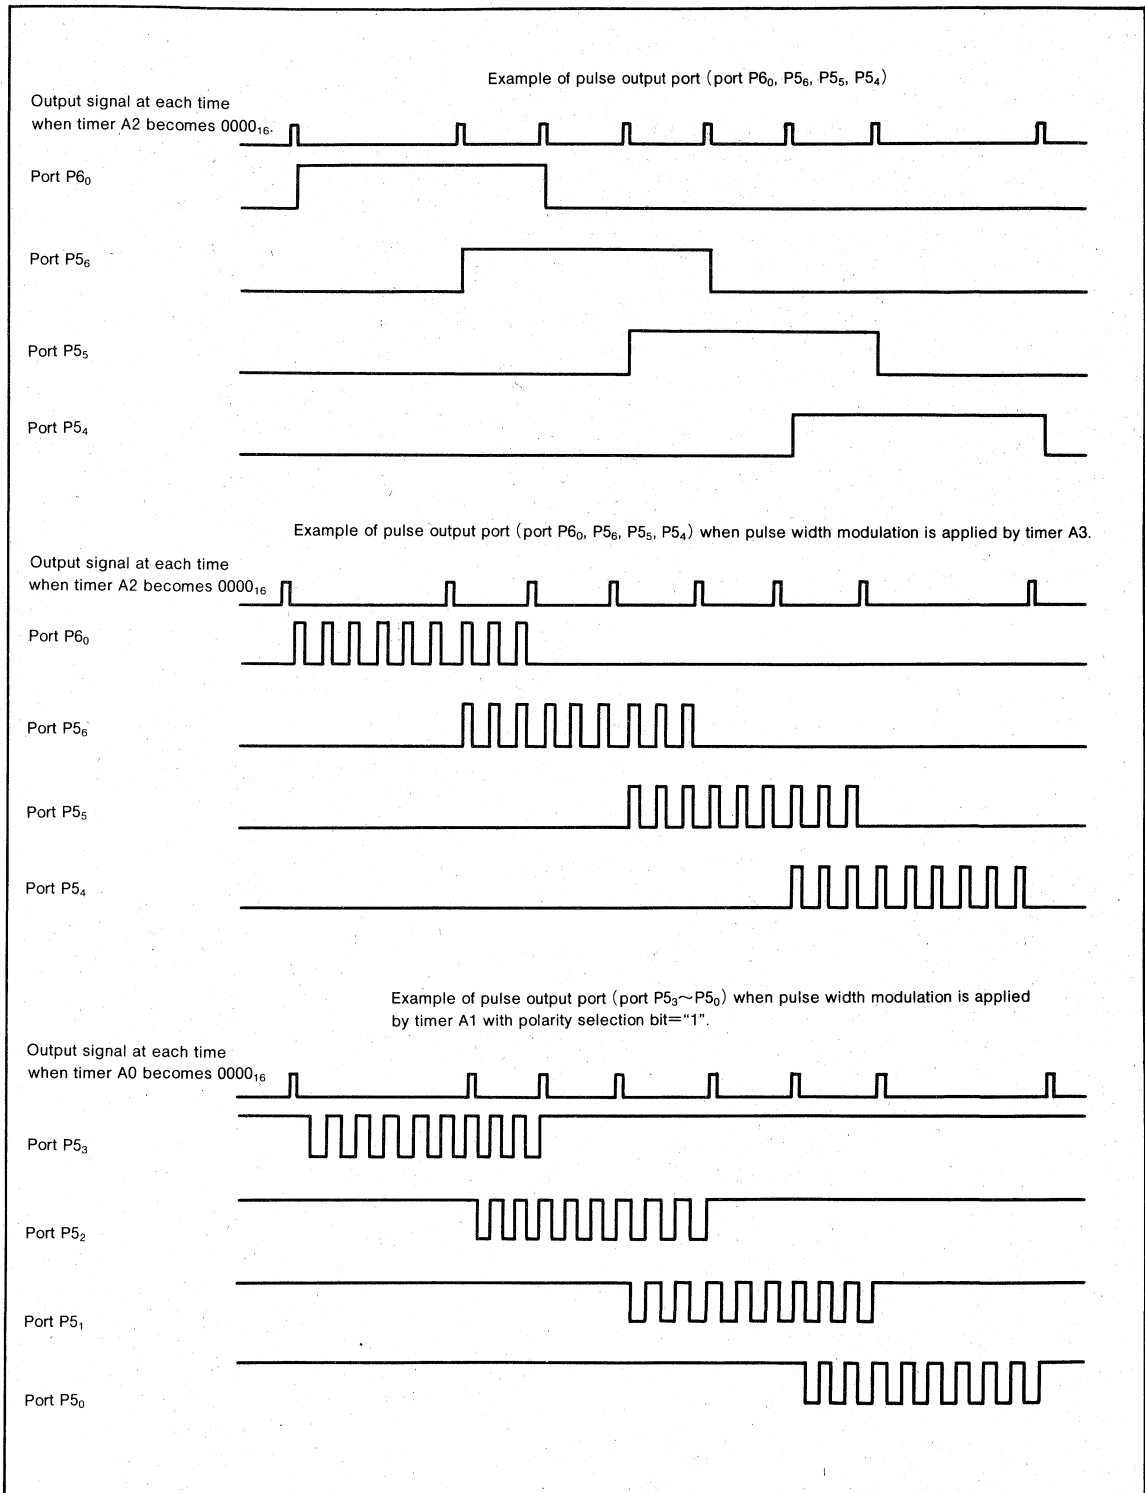 Example of pulse output port (port P6₀, P5₆, P5₅, P5₄)
Output signal at each time
when timer A2 becomes 0000₁₆.
Port P6₀
Port P5₆
Port P5₅
Port P5₄
Example of pulse output port (port P6₀, P5₆, P5₅, P5₄) when pulse width modulation is applied by timer A3.
Output signal at each time
when timer A2 becomes 0000₁₆
Port P6₀
Port P5₆
Port P5₅
Port P5₄
Example of pulse output port (port P5₃~P5₀) when pulse width modulation is applied
by timer A1 with polarity selection bit="1".
Output signal at each time
when timer A0 becomes 0000₁₆
Port P5₃
Port P5₂
Port P5₁
Port P5₀